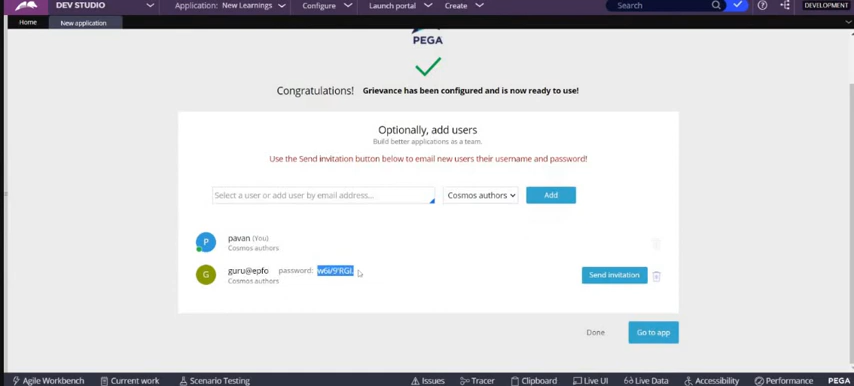 DEV STUDIO Application: New Learnings Configure Launch portal Create Search DEVELOPMENT
Home New application
PEGA
Congratulations! Grievance has been configured and is now ready to use!
Optionally, add users
Build better applications as a team.
Use the Send invitation button below to email new users their username and password!
Select a user or add user by email address... Cosmos authors Add
P pavan (You)
Cosmos authors
G guru@epfo password: Send invitation
Cosmos authors
Done Go to app
Agile Workbench Current work Scenario Testing Issues Tracer Clipboard Live UI Live Data Accessibility Performance PEGA